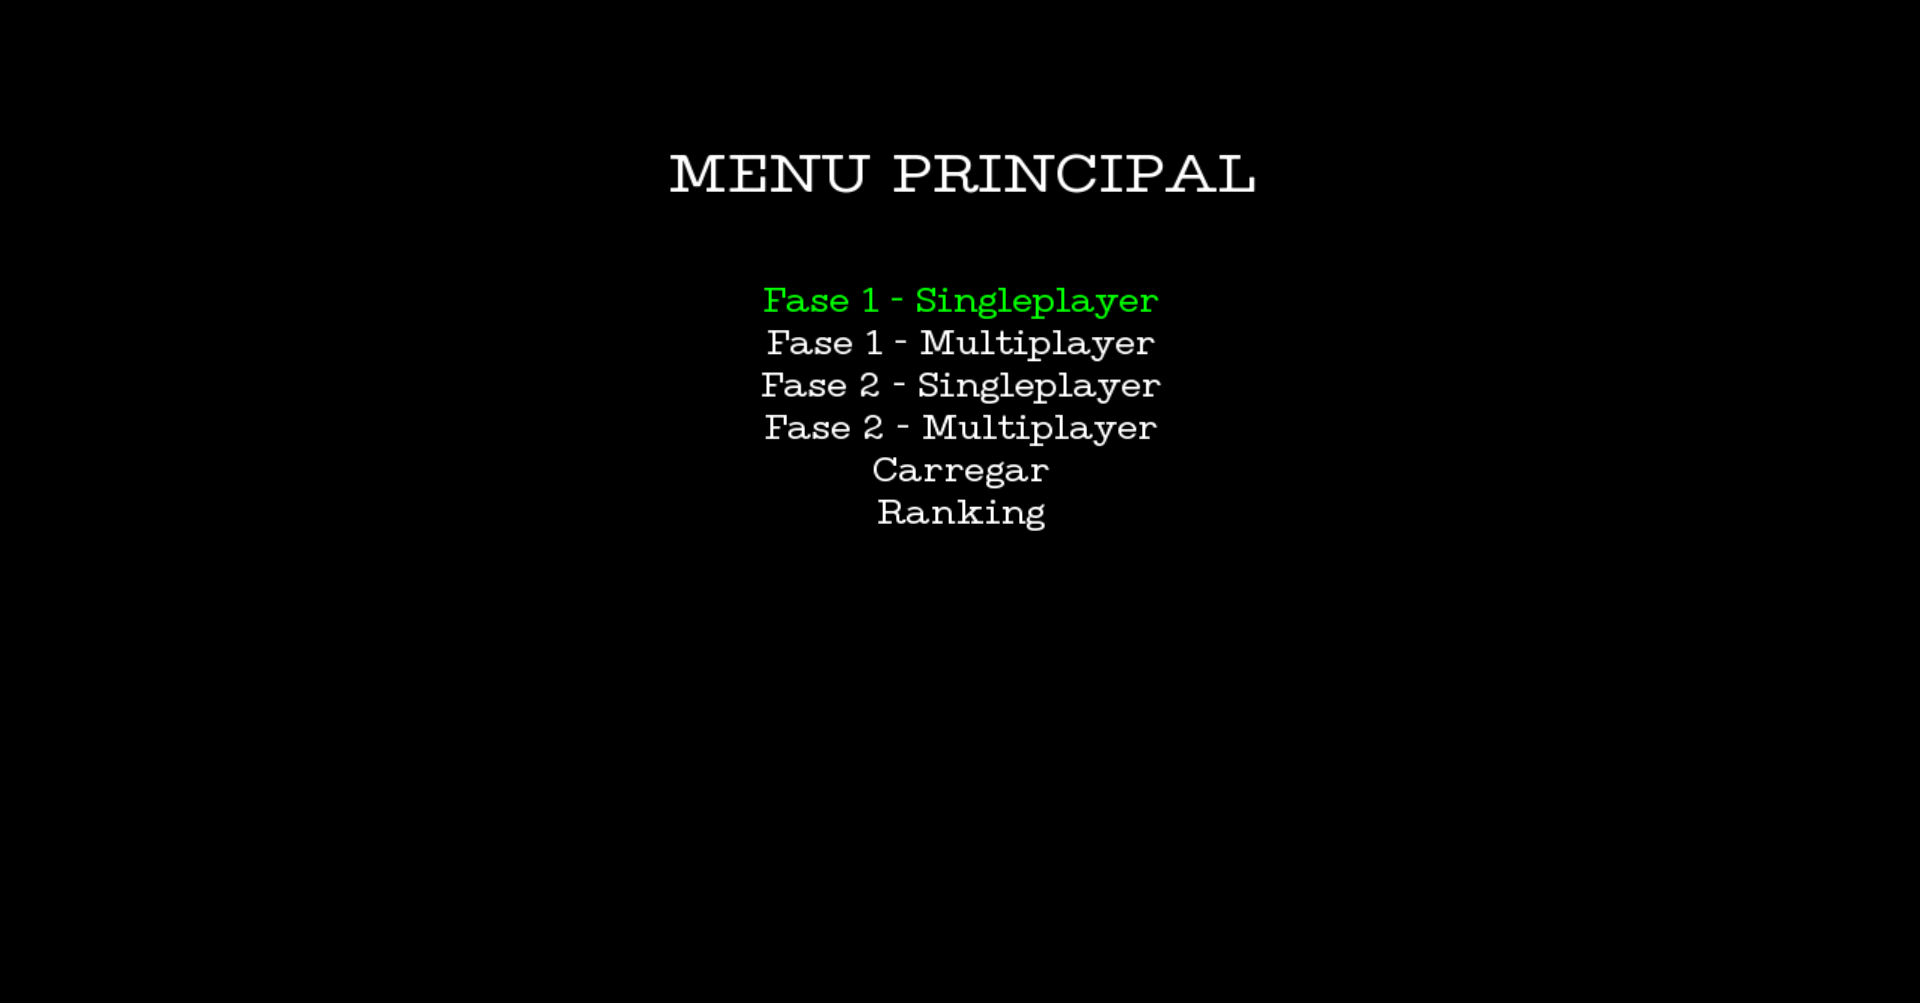 MENU PRINCIPAL
Fase 1 - Singleplayer
Fase 1 - Multiplayer
Fase 2 - Singleplayer
Fase 2 - Multiplayer
Carregar
Ranking